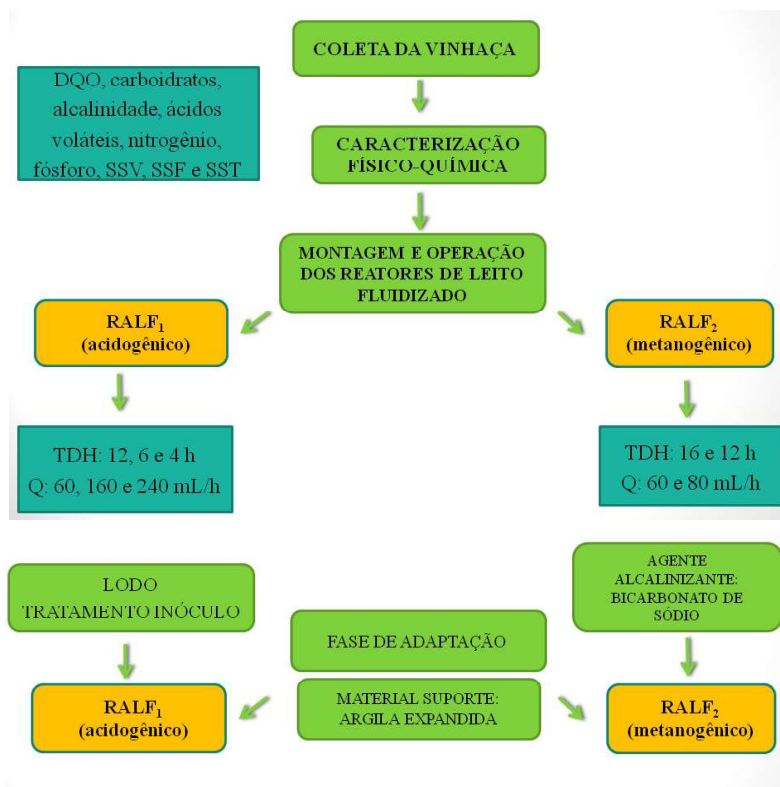 COLETA DA VINHAÇA
DQO, carboidratos,
alcalinidade, ácidos
voláteis, nitrogênio,
fósforo, SSV, SSF e SST
CARACTERIZAÇÃO
FÍSICO-QUÍMICA
MONTAGEM E OPERAÇÃO
DOS REATORES DE LEITO
FLUIDIZADO
RALF₁
(acidogênico)
RALF₂
(metanogênico)
TDH: 12, 6 e 4 h
Q: 60, 160 e 240 mL/h
TDH: 16 e 12 h
Q: 60 e 80 mL/h
LODO
TRATAMENTO INÓCULO
AGENTE
ALCALINIZANTE:
BICARBONATO DE
SÓDIO
FASE DE ADAPTAÇÃO
MATERIAL SUPORTE:
ARGILA EXPANDIDA
RALF₁
(acidogênico)
RALF₂
(metanogênico)